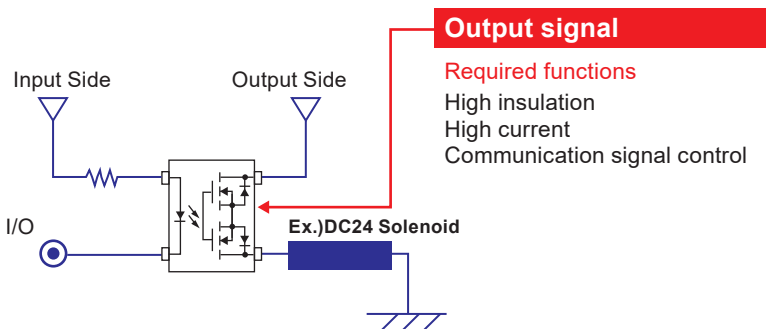 Output signal
Required functions
High insulation
High current
Communication signal control
Input Side
Output Side
I/O
Ex.)DC24 Solenoid